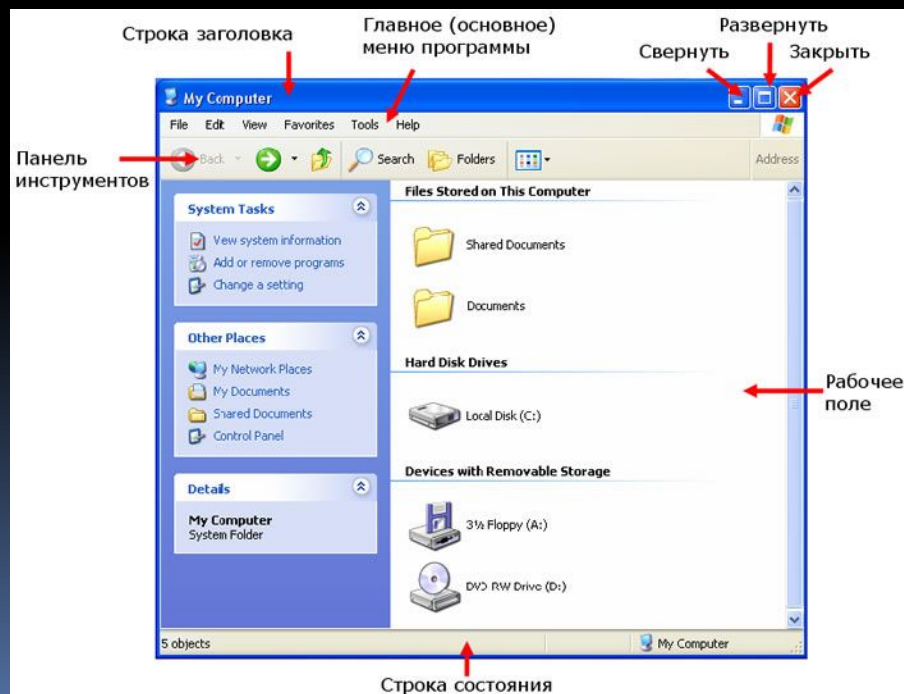 Строка заголовка
Главное (основное)
меню программы
Развернуть
Свернуть
Закрыть
My Computer
File Edit View Favorites Tools Help
Панель
инструментов
Back Search Folders Address
System Tasks
View system information
Add or remove programs
Change a setting
Other Places
My Network Places
My Documents
Shared Documents
Control Panel
Details
My Computer
System Folder
Files Stored on This Computer
Shared Documents
Documents
Hard Disk Drives
Local Disk (C:)
Devices with Removable Storage
3½ Floppy (A:)
DVD-RW Drive (D:)
Рабочее
поле
5 objects My Computer
Строка состояния